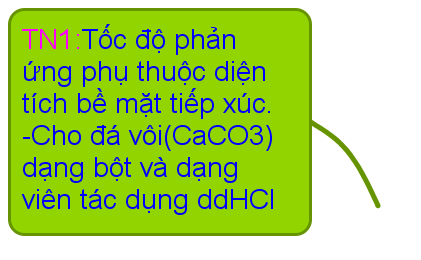 TN1:Tốc độ phản
ứng phụ thuộc diện
tích bề mặt tiếp xúc.
-Cho đá vôi(CaCO3)
dạng bột và dạng
viên tác dụng ddHCl